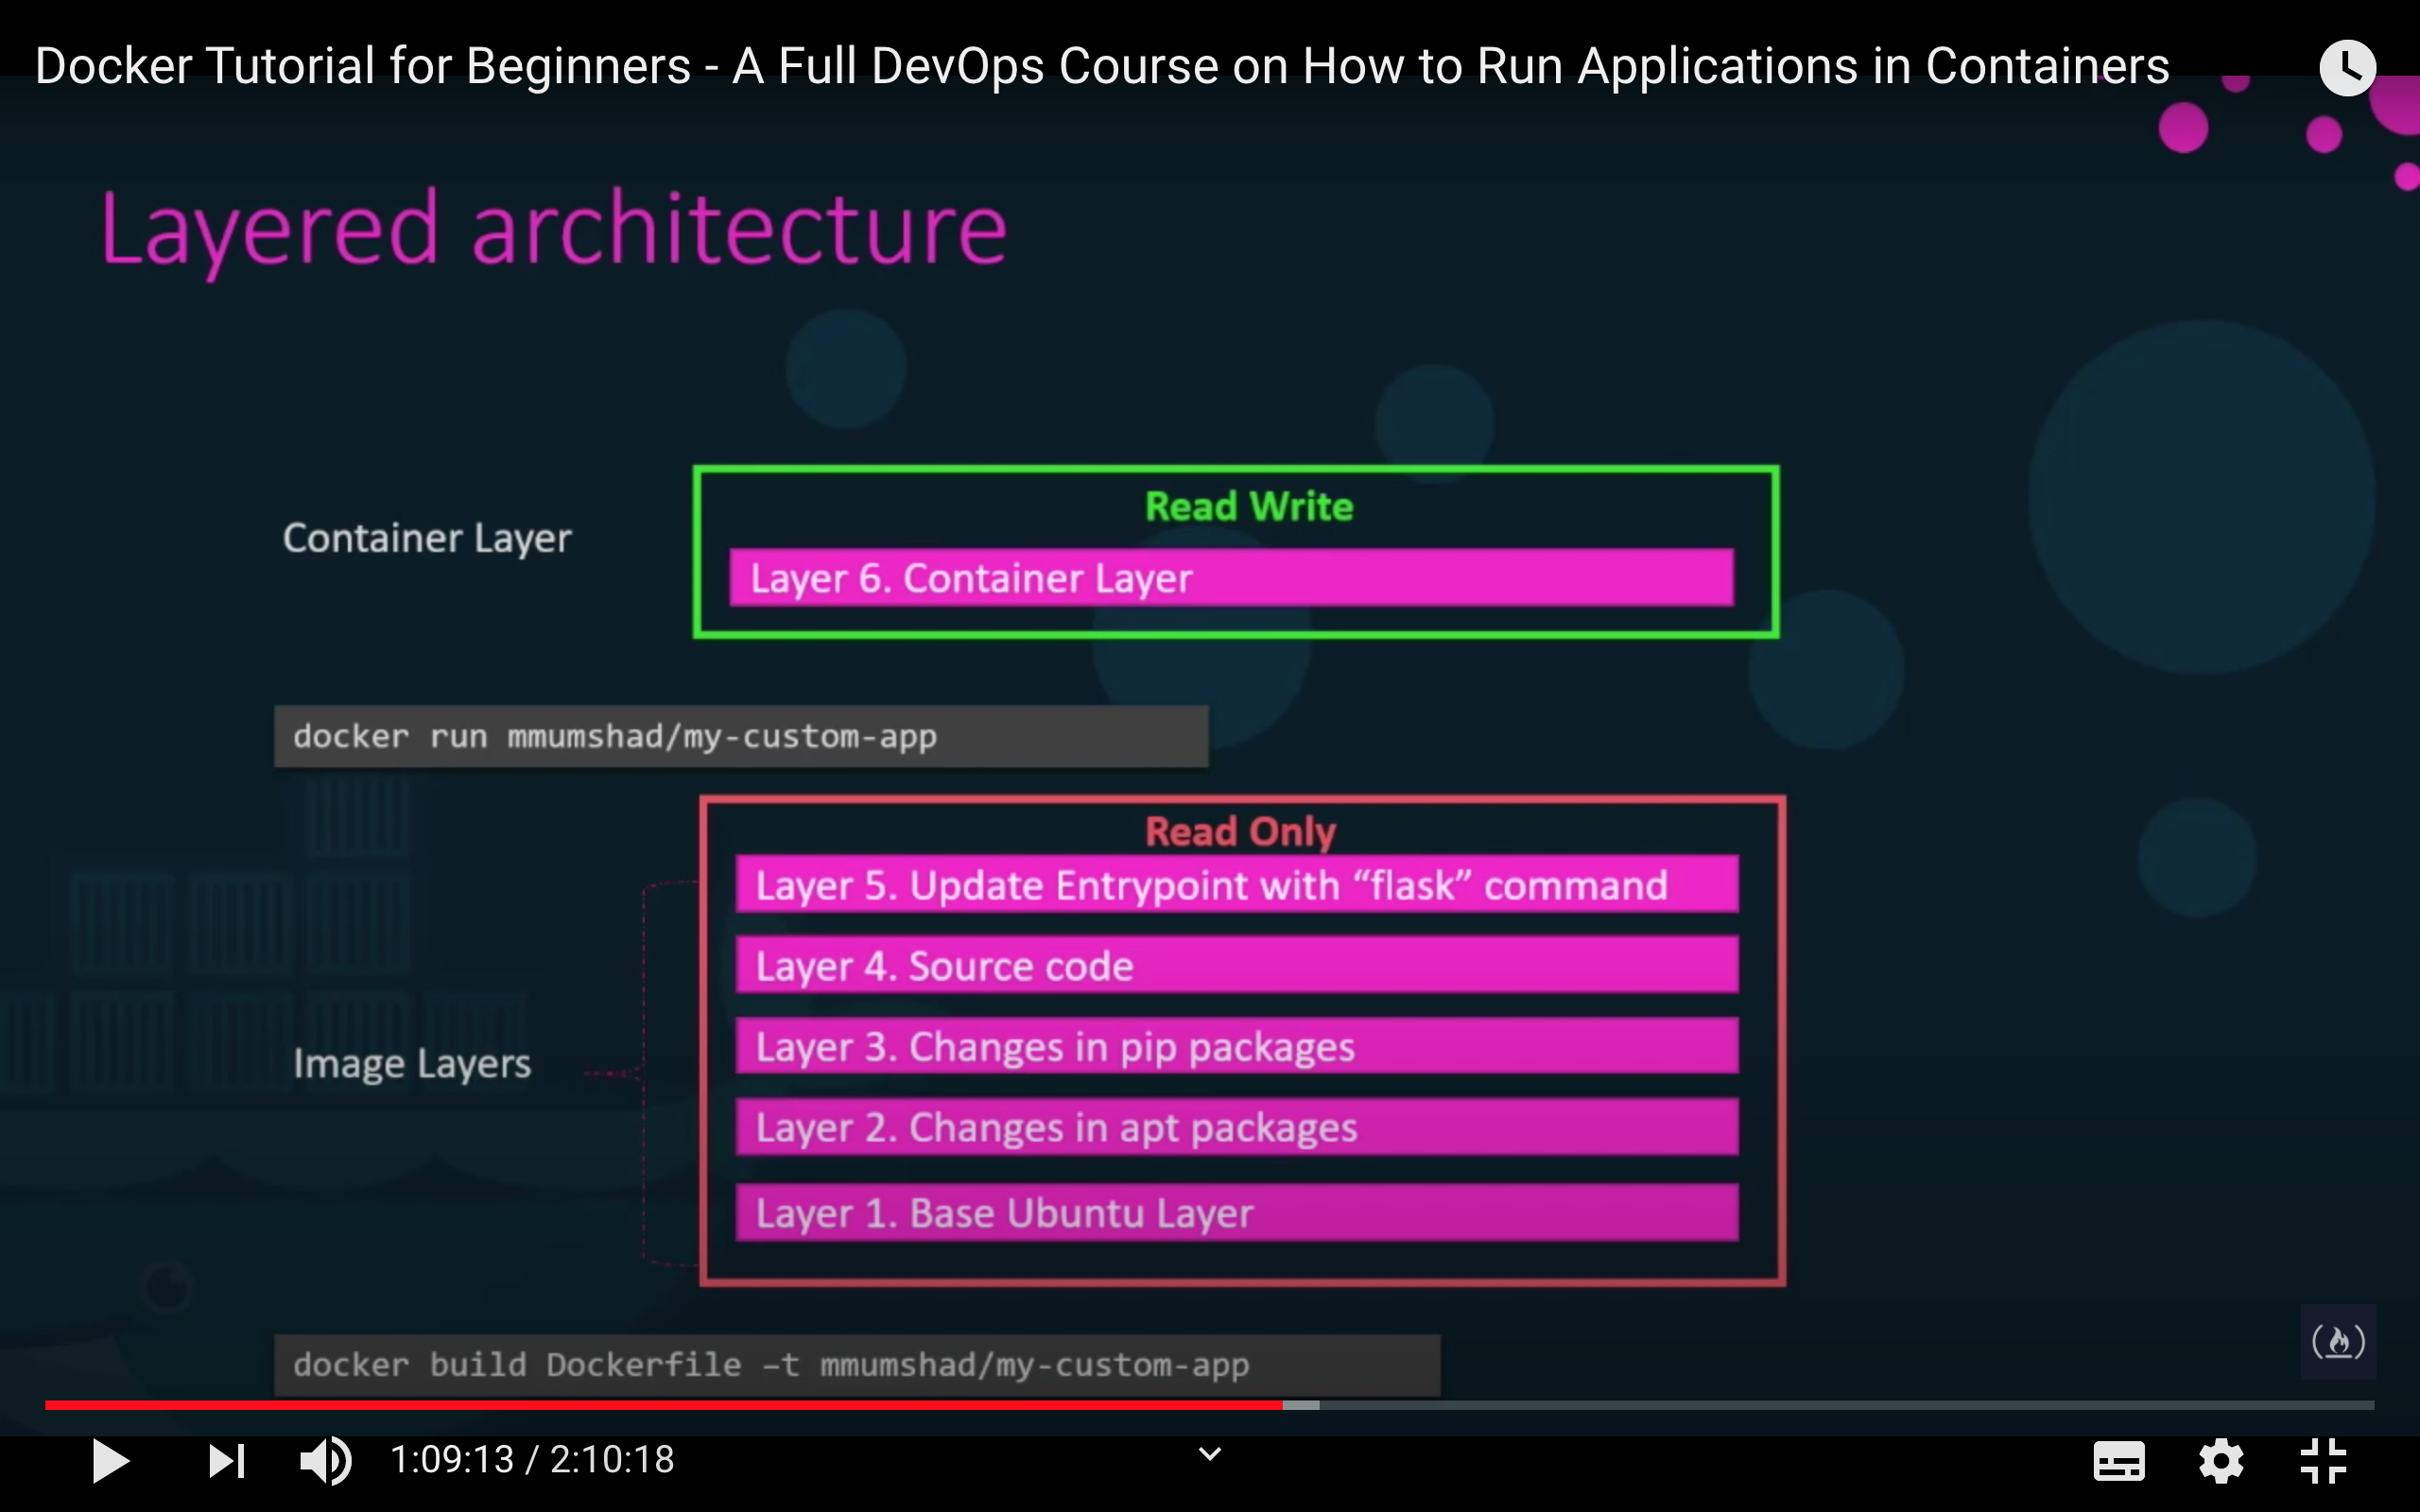 Docker Tutorial for Beginners - A Full DevOps Course on How to Run Applications in Containers
Layered architecture
Container Layer
Read Write
Layer 6. Container Layer
docker run mmumshad/my-custom-app
Read Only
Layer 5. Update Entrypoint with “flask” command
Layer 4. Source code
Layer 3. Changes in pip packages
Image Layers
Layer 2. Changes in apt packages
Layer 1. Base Ubuntu Layer
docker build Dockerfile –t mmumshad/my-custom-app
1:09:13 / 2:10:18